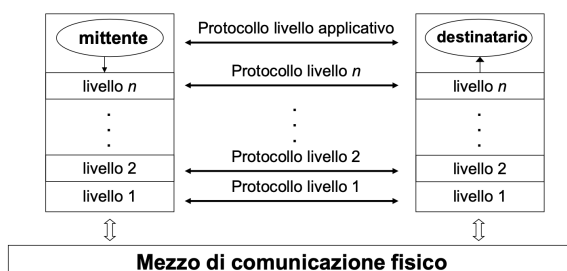 Protocollo livello applicativo
mittente
destinatario
Protocollo livello n
livello n
livello n
.
.
.
.
.
.
.
.
.
Protocollo livello 2
livello 2
livello 2
Protocollo livello 1
livello 1
livello 1
Mezzo di comunicazione fisico